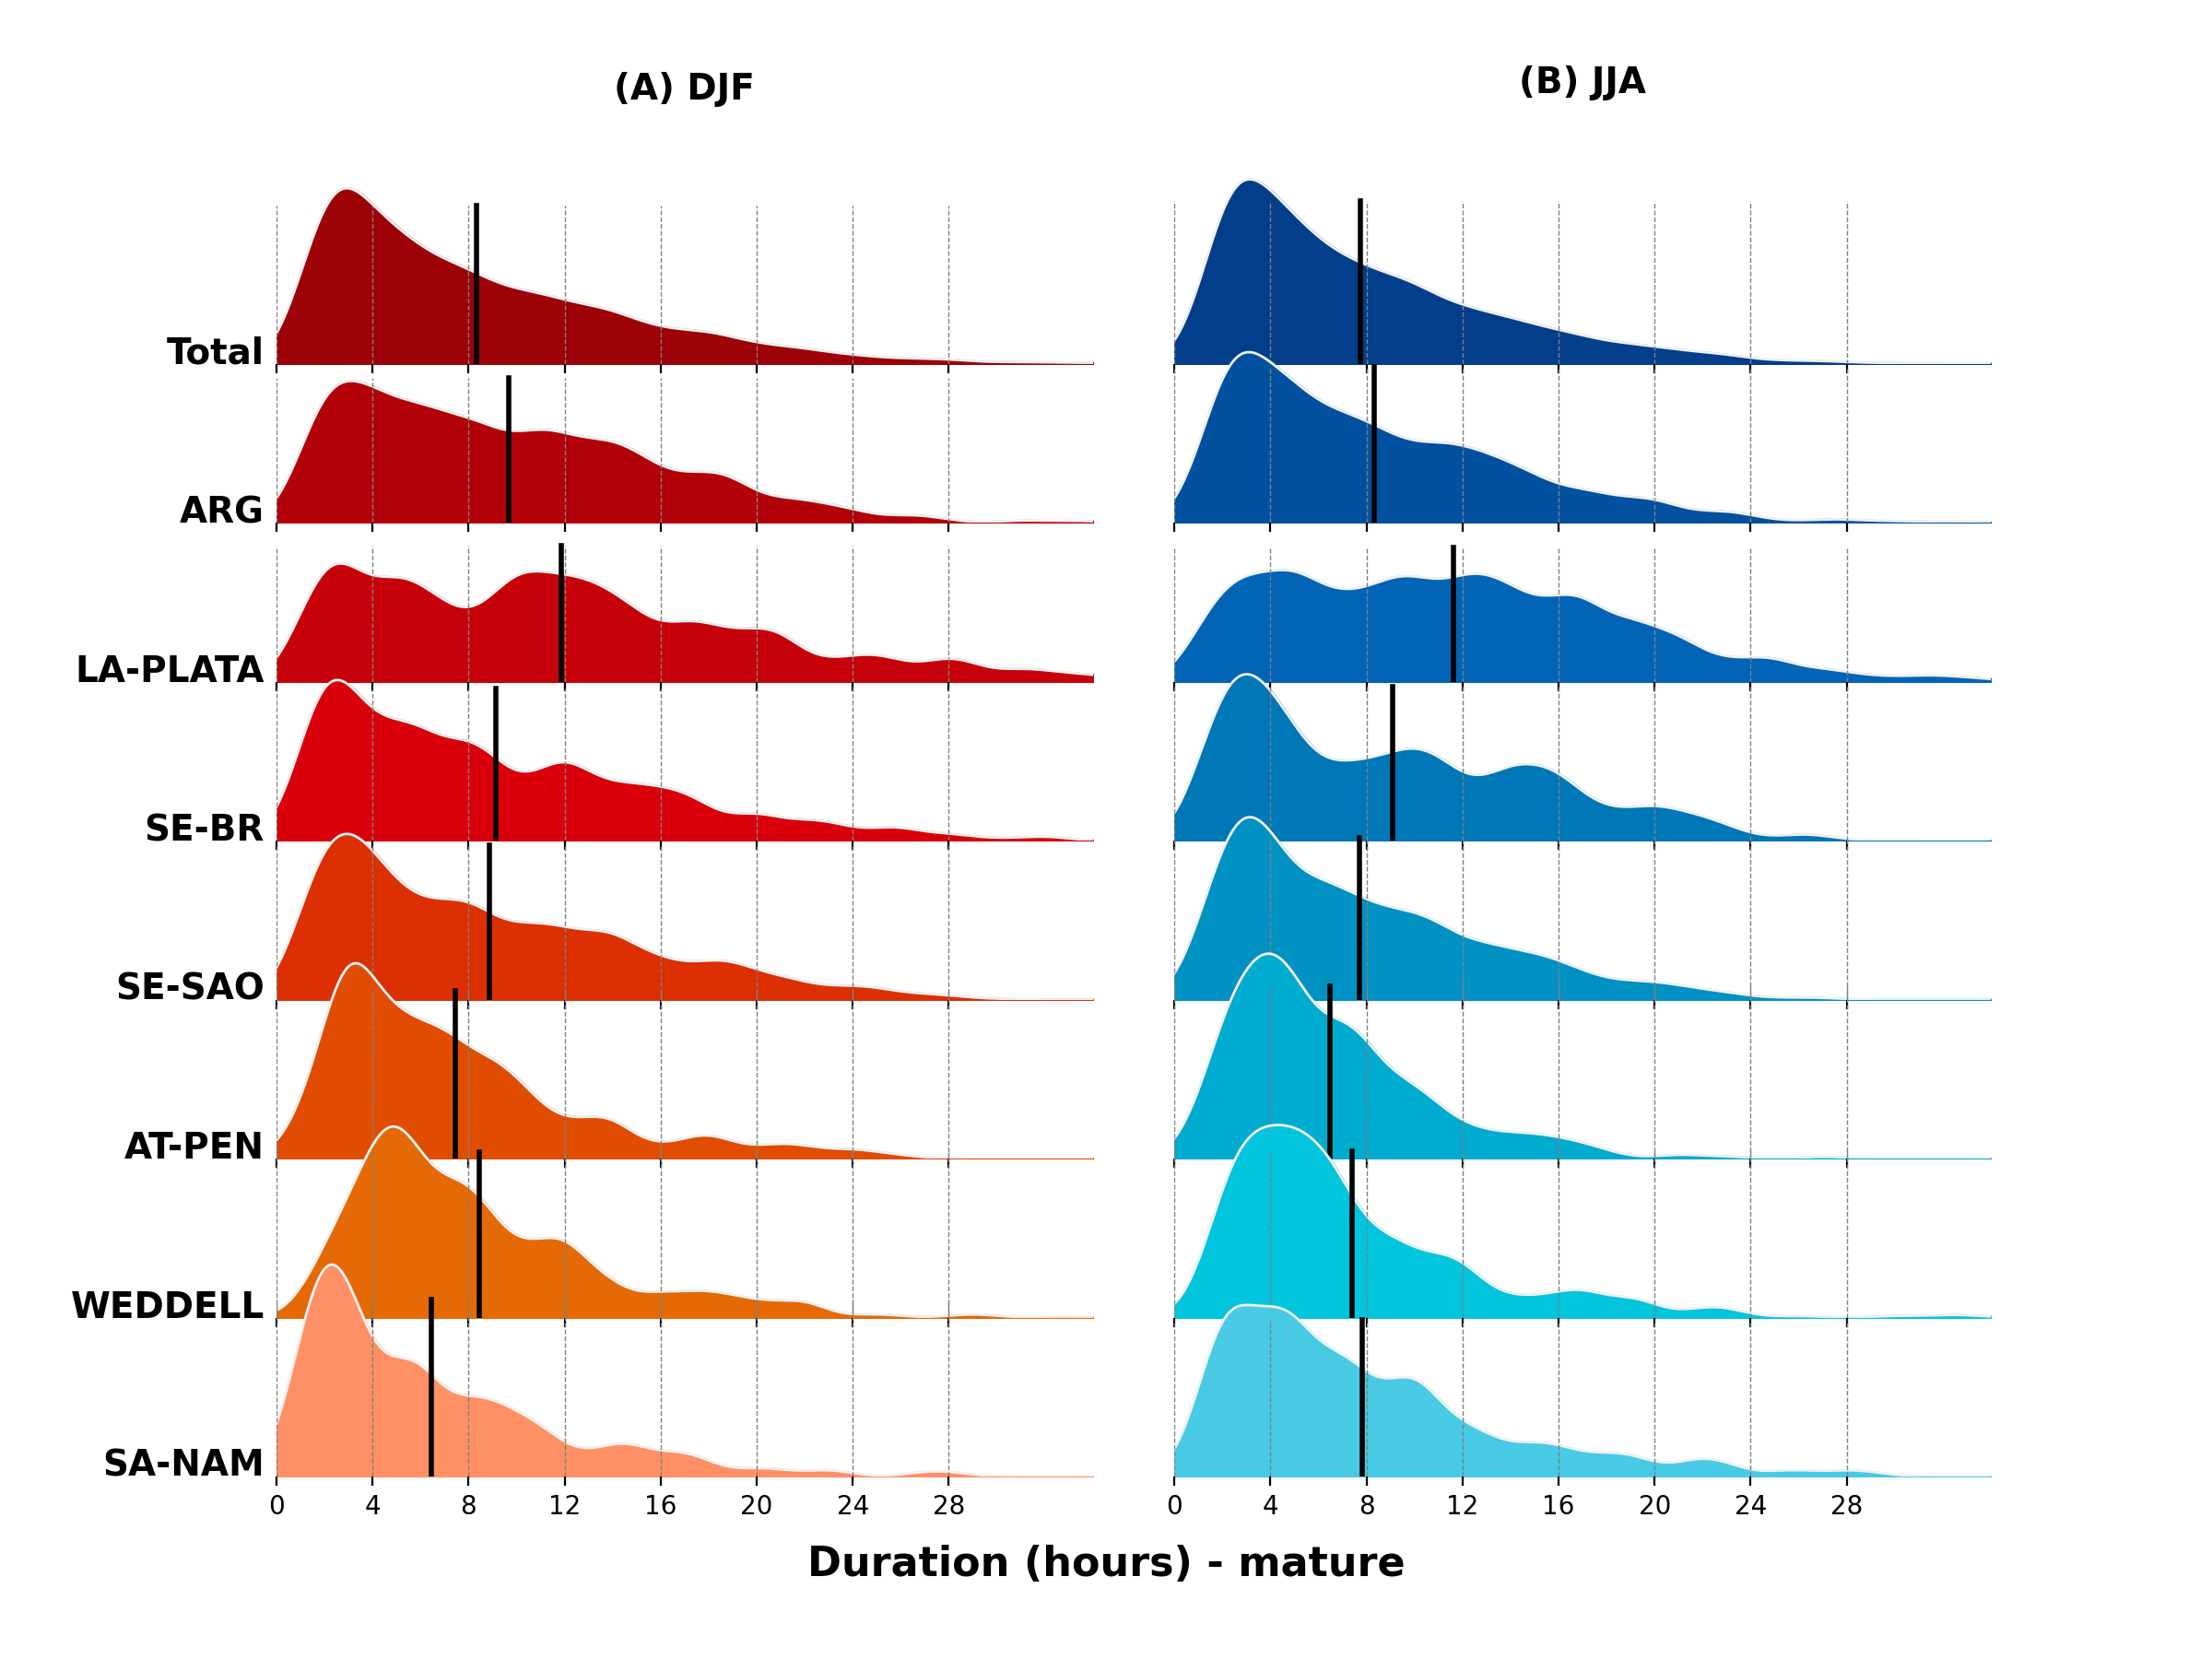 (A) DJF
(B) JJA
Total
ARG
LA-PLATA
SE-BR
SE-SAO
AT-PEN
WEDDELL
SA-NAM
0 4 8 12 16 20 24 28
0 4 8 12 16 20 24 28
Duration (hours) - mature